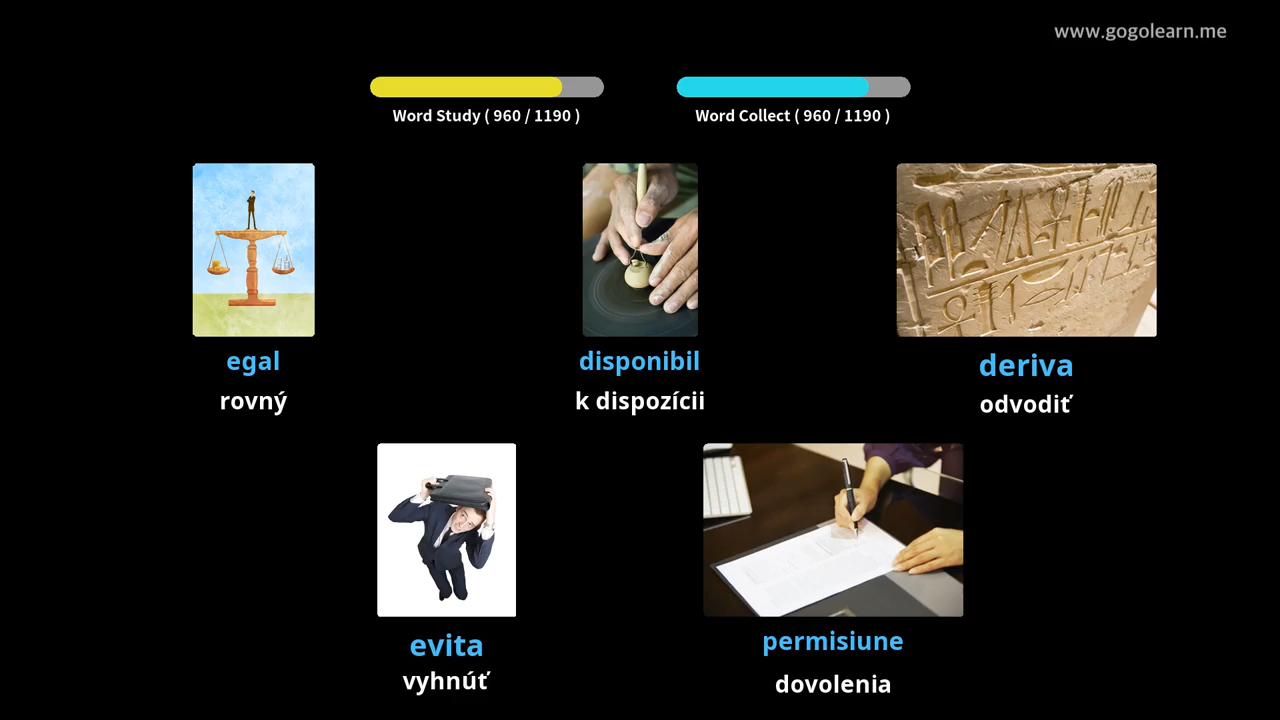 www.gogolearn.me
Word Study ( 960 / 1190 )
Word Collect ( 960 / 1190 )
egal
rovný
disponibil
k dispozícii
deriva
odvodiť
evita
vyhnúť
permisiune
dovolenia